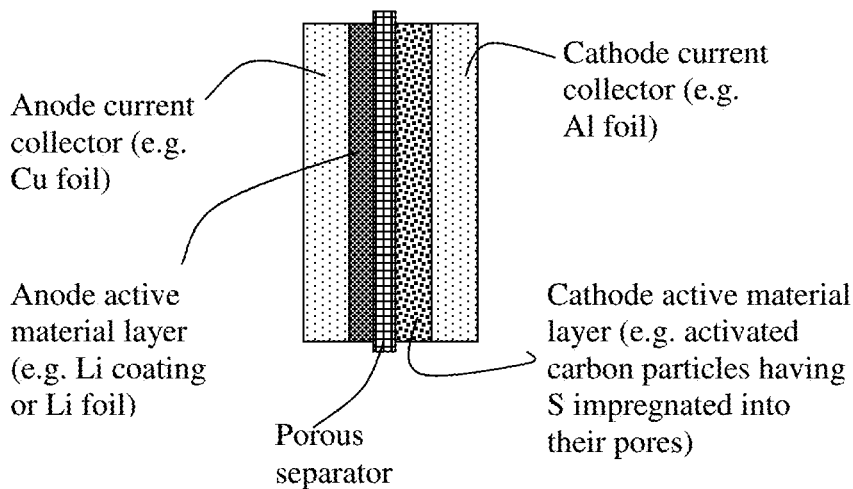 Anode current
collector (e.g.
Cu foil)
Cathode current
collector (e.g.
Al foil)
Anode active
material layer
(e.g. Li coating
or Li foil)
Cathode active material
layer (e.g. activated
carbon particles having
S impregnated into
their pores)
Porous
separator